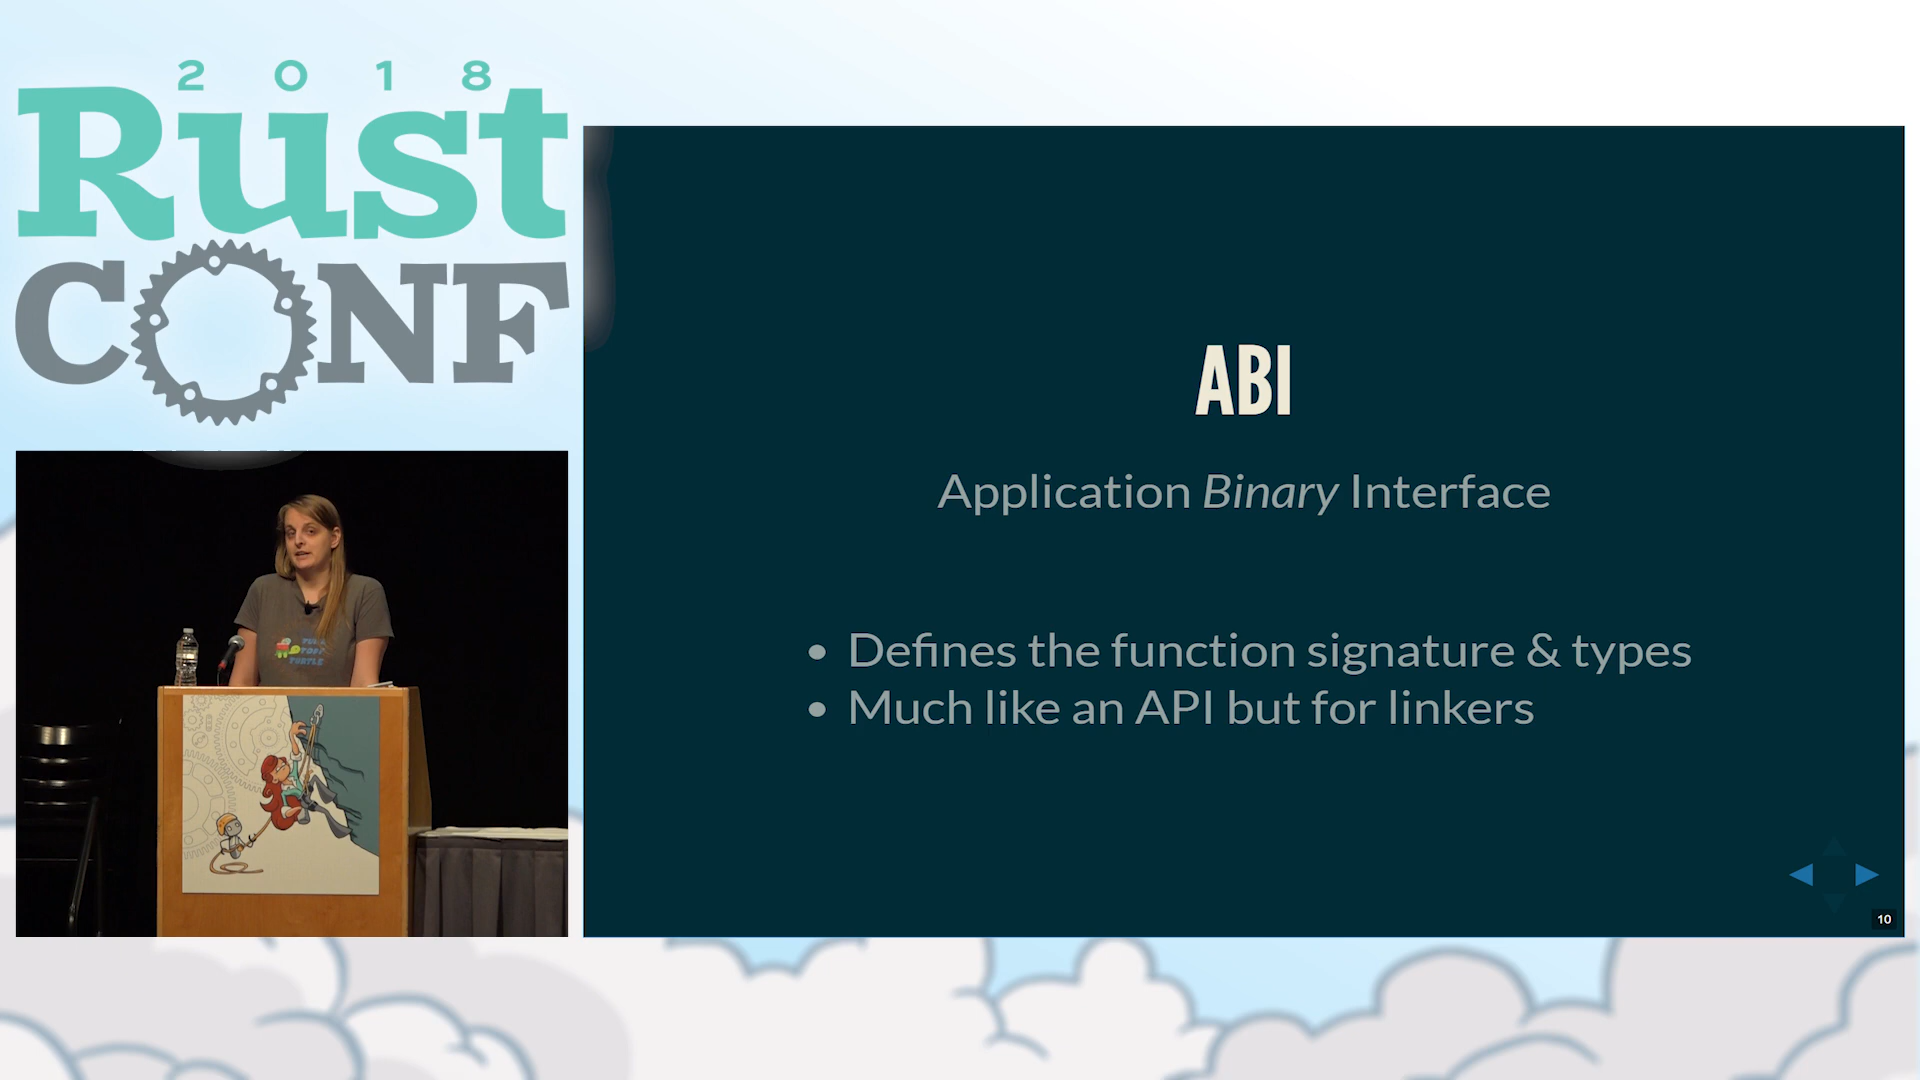 2018
Rust
CONF
ABI
Application Binary Interface
• Defines the function signature & types
• Much like an API but for linkers
10
TURTLE